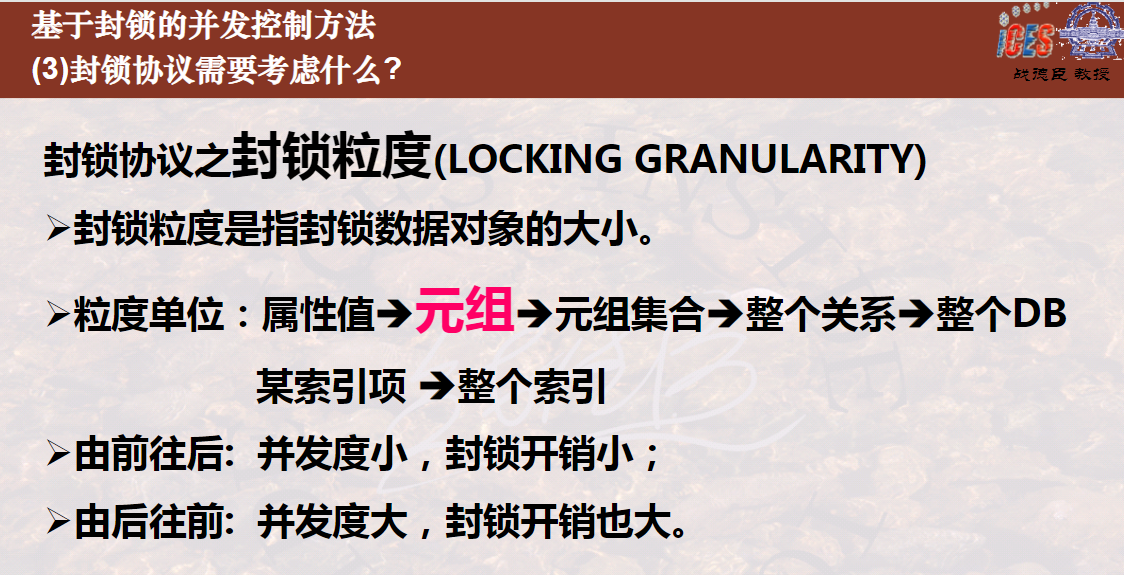 基于封锁的并发控制方法
(3)封锁协议需要考虑什么?
iCES
战德臣 教授
封锁协议之封锁粒度(LOCKING GRANULARITY)
➢封锁粒度是指封锁数据对象的大小。
➢粒度单位：属性值➔元组➔元组集合➔整个关系➔整个DB
某索引项 ➔整个索引
➢由前往后: 并发度小，封锁开销小；
➢由后往前: 并发度大，封锁开销也大。